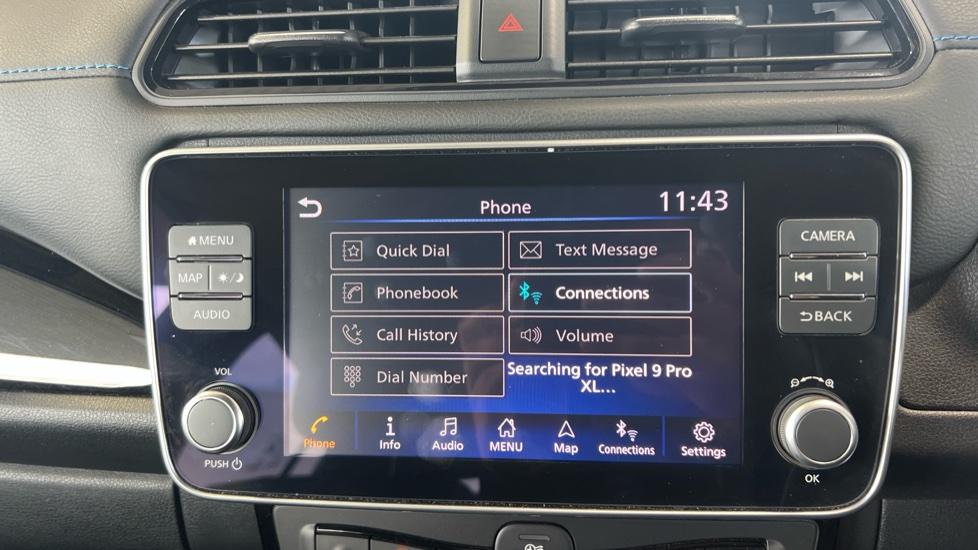 Phone
11:43
Quick Dial
Text Message
Phonebook
Connections
Call History
Volume
Dial Number
Searching for Pixel 9 Pro
XL...
Phone
Info
Audio
MENU
Map
Connections
Settings
MENU
MAP
AUDIO
VOL
PUSH
CAMERA
BACK
OK